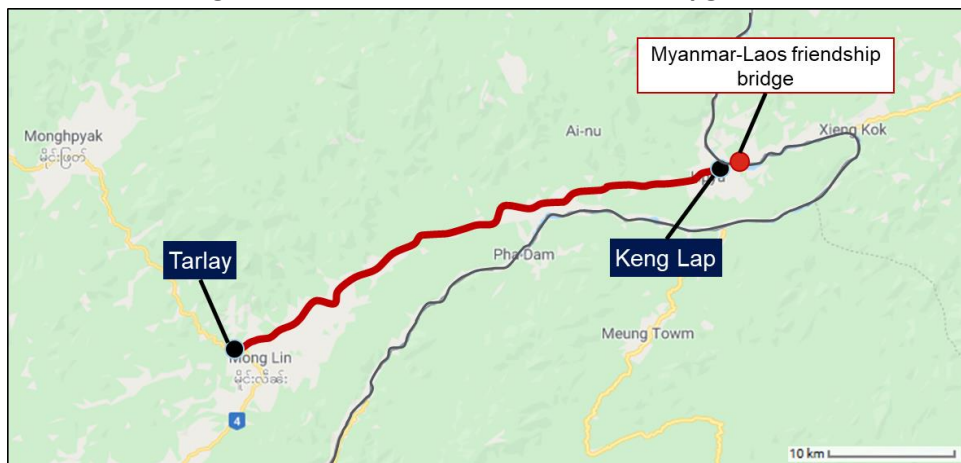 Myanmar-Laos friendship
bridge
Ai-nu
Xieng Kok
Monghpyak
မိုင်းဖြတ်
Tarlay
Pha-Dam
Keng Lap
Meung Towm
Mong Lin
မိုင်းလိဏ်း
4
10 km